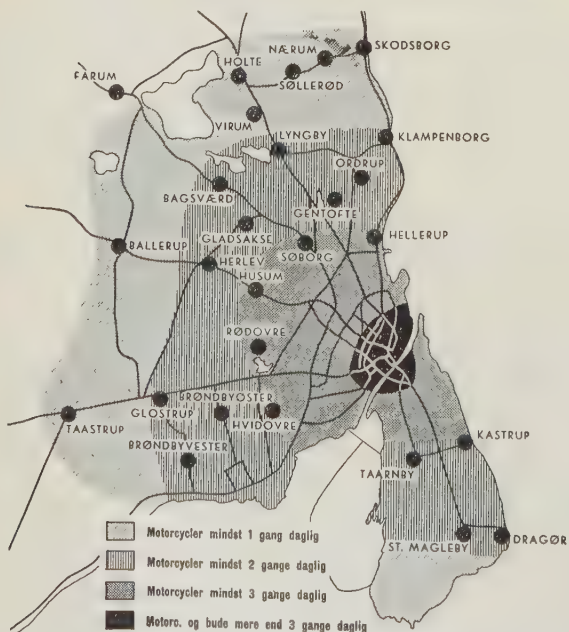 SKODSBORG
NÆRUM
HOLTE
SØLLERØD
FARUM
VIRUM
LYNGBY
KLAMPENBORG
ORDRUP
BAGSVÆRD
GENTOFTE
GLADSAKSE
HELLERUP
BALLERUP
SØBORG
HERLEV
HUSUM
RØDOVRE
BRØNDBYØSTER
GLOSTRUP
TAASTRUP
HVIDOVRE
BRØNDBYVESTER
KASTRUP
TAARNBY
ST. MAGLEBY
DRAGØR
Motorcycler mindst 1 gang daglig
Motorcycler mindst 2 gange daglig
Motorcycler mindst 3 gange daglig
Motorc. og bude mere end 3 gange daglig